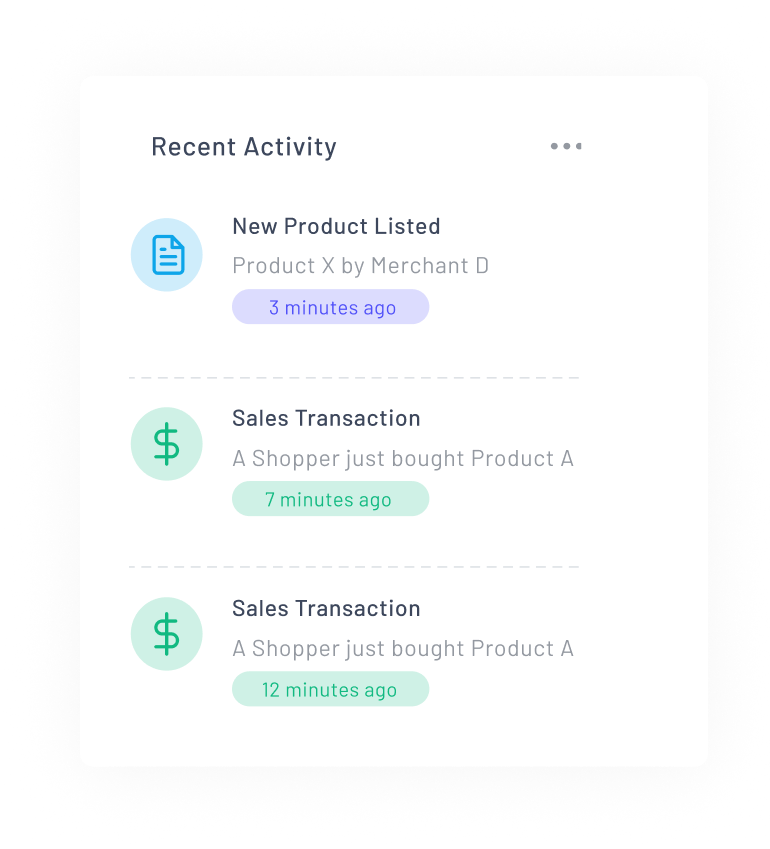 Recent Activity
New Product Listed
Product X by Merchant D
3 minutes ago
Sales Transaction
A Shopper just bought Product A
7 minutes ago
Sales Transaction
A Shopper just bought Product A
12 minutes ago